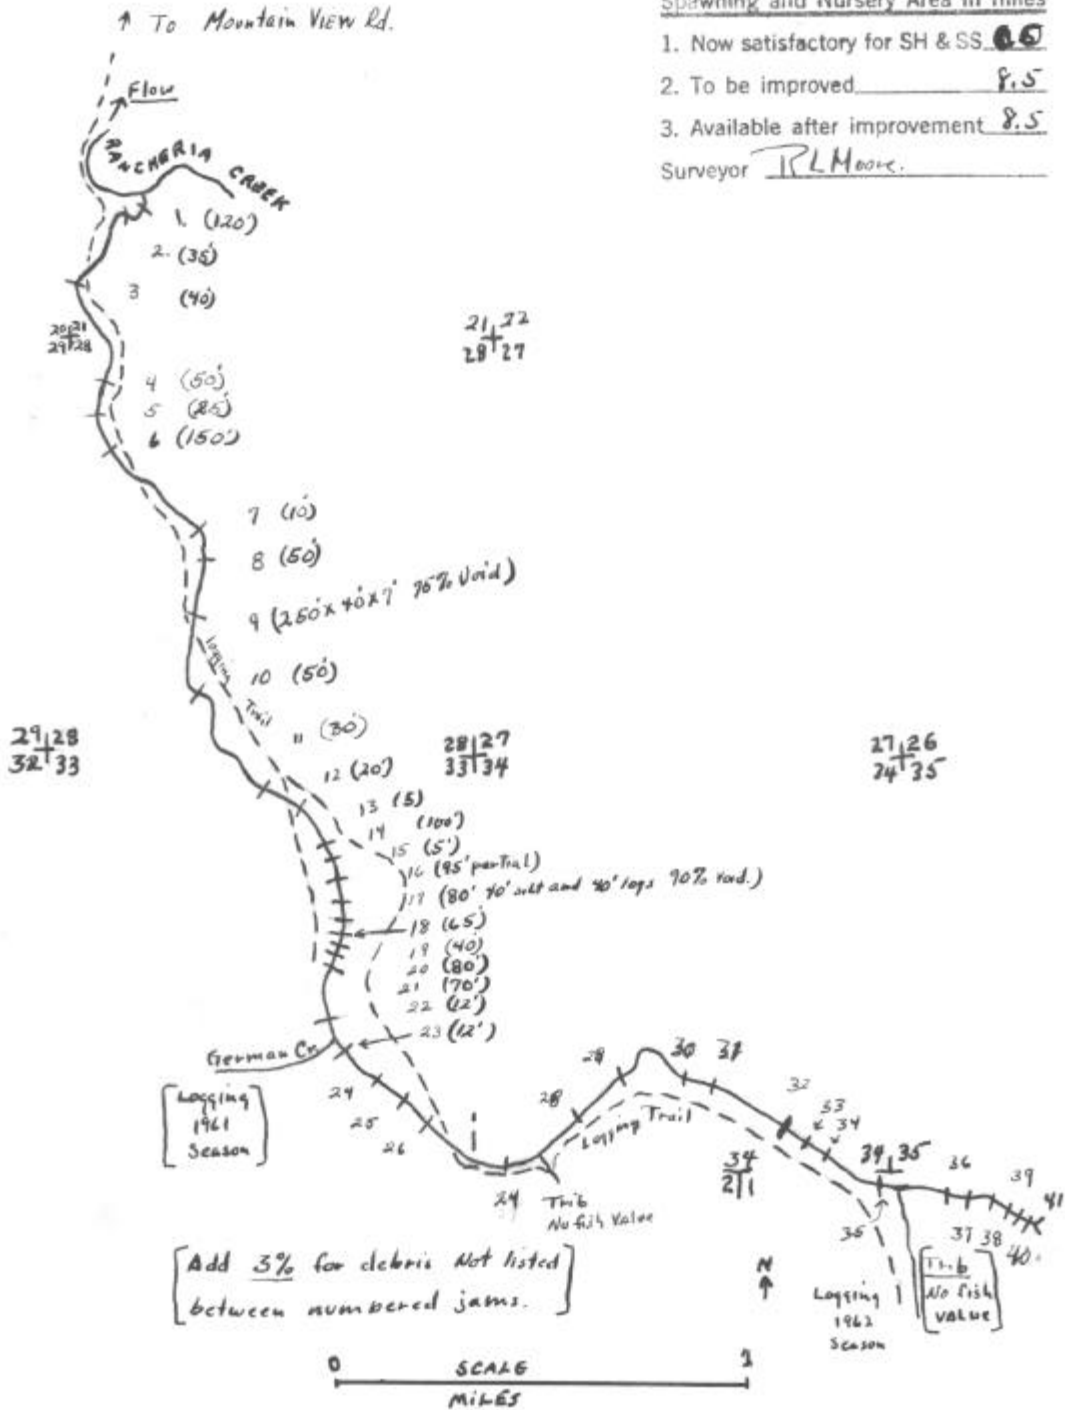 ↑ To Mountain View Rd.
Spawning and Nursery Area in miles
1. Now satisfactory for SH & SS
2. To be improved 8.5
3. Available after improvement 8.5
Surveyor R L Moore.
Flow
RANCHERIA CREEK
1. (120')
2. (35')
3 (40')
20 21
29 28
21 22
28 27
4 (50')
5 (25')
6 (150')
7 (10')
8 (50')
9 (250' x 40' x 7' 75% Void)
Logging
Trail
10 (50')
11 (30')
29 28
32 33
28 27
33 34
27 26
34 35
12 (20')
13 (5)
14 (100')
15 (5')
16 (95' partial)
17 (80' 40' silt and 40' logs 90% void.)
18 (65')
19 (40)
20 (80')
21 (70')
22 (12')
23 (12')
German Cr.
[Logging
1961
Season]
24
25
26
28
29
30
31
32
33
34
Logging Trail
34
2 1
34 35
36
39
41
Trib
No fish value
35
37 38
40.
[Add 3% for debris Not listed
between numbered jams.]
N
Logging
1962
Season
[Trib
No fish
VALUE]
0 1
SCALE
MILES